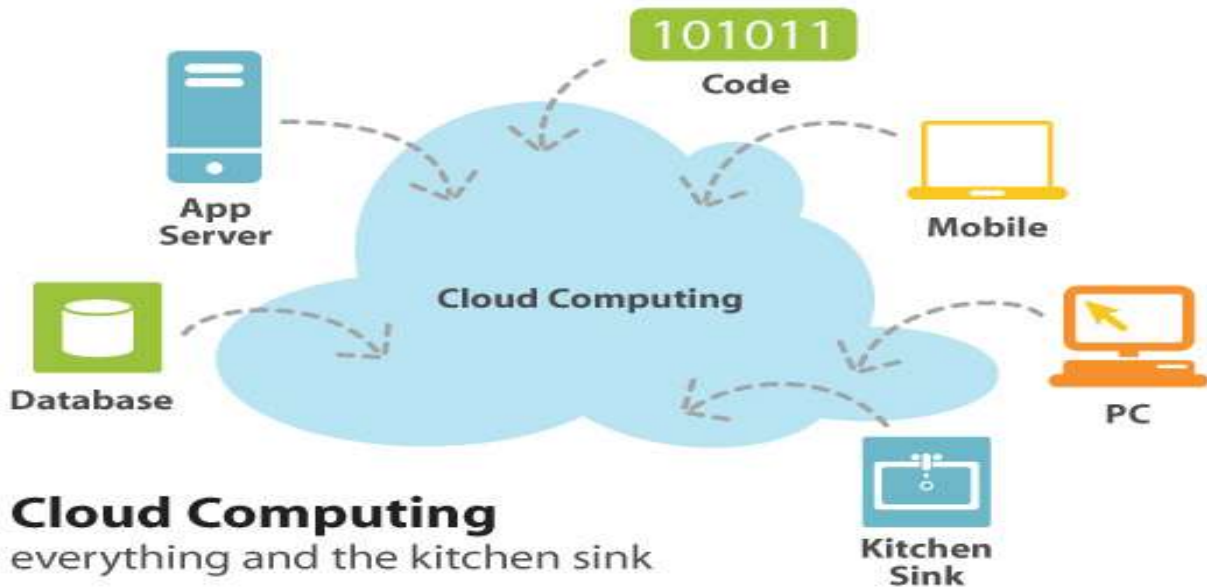 101011
Code
App
Server
Mobile
Cloud Computing
Database
PC
Kitchen
Sink
Cloud Computing
everything and the kitchen sink